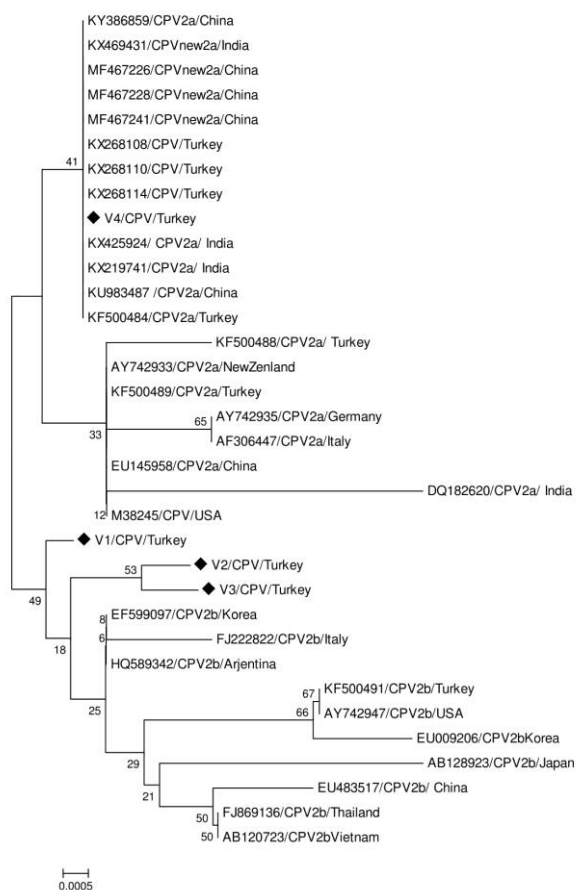 KY386859/CPV2a/China
KX469431/CPVnew2a/India
MF467226/CPVnew2a/China
MF467228/CPVnew2a/China
MF467241/CPVnew2a/China
KX268108/CPV/Turkey
41
KX268110/CPV/Turkey
KX268114/CPV/Turkey
V4/CPV/Turkey
KX425924/ CPV2a/ India
KX219741/CPV2a/ India
KU983487 /CPV2a/China
KF500484/CPV2a/Turkey
KF500488/CPV2a/ Turkey
AY742933/CPV2a/NewZenland
KF500489/CPV2a/Turkey
65
AY742935/CPV2a/Germany
33
AF306447/CPV2a/Italy
EU145958/CPV2a/China
DQ182620/CPV2a/ India
12
M38245/CPV/USA
V1/CPV/Turkey
53
V2/CPV/Turkey
49
V3/CPV/Turkey
8
EF599097/CPV2b/Korea
18
6
FJ222822/CPV2b/Italy
HQ589342/CPV2b/Arjentina
67
KF500491/CPV2b/Turkey
25
66
AY742947/CPV2b/USA
EU009206/CPV2bKorea
29
AB128923/CPV2b/Japan
21
EU483517/CPV2b/ China
50
FJ869136/CPV2b/Thailand
50
AB120723/CPV2bVietnam
0.0005